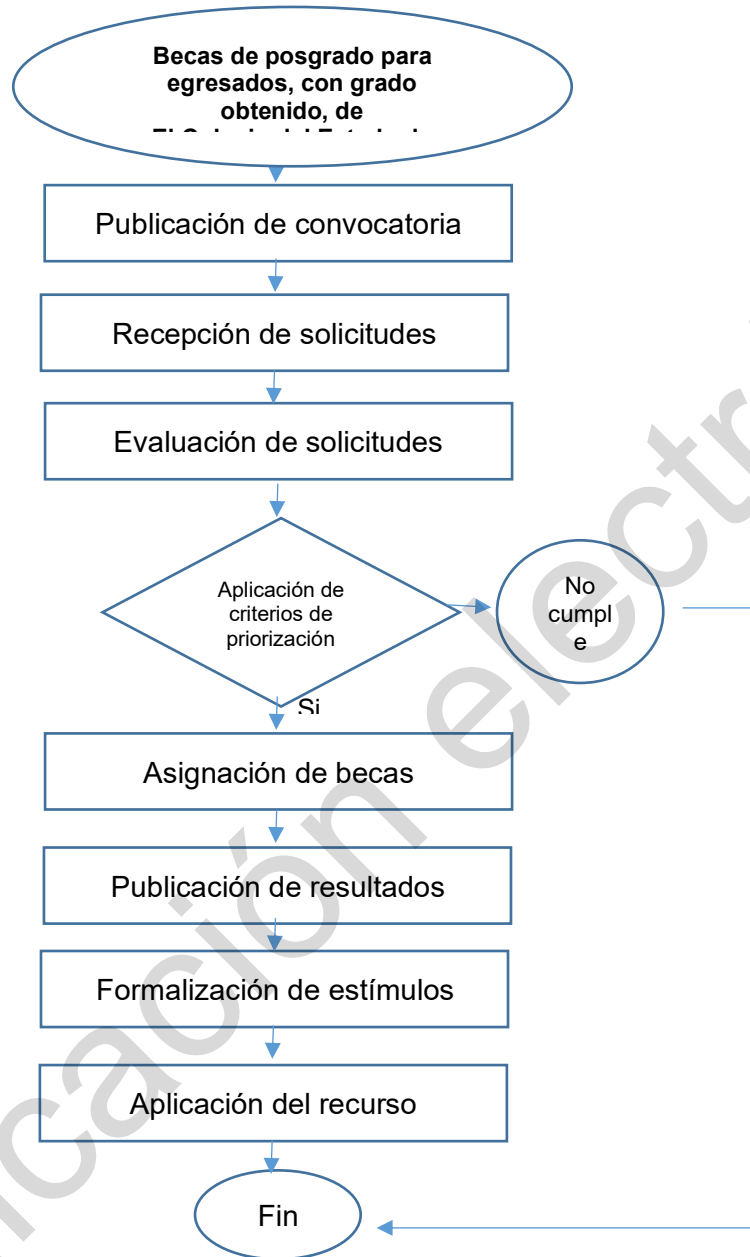 Becas de posgrado para
egresados, con grado
obtenido, de
Publicación de convocatoria
Recepción de solicitudes
Evaluación de solicitudes
Aplicación de
criterios de
priorización
No
cumpl
e
Si
Asignación de becas
Publicación de resultados
Formalización de estímulos
Aplicación del recurso
Fin